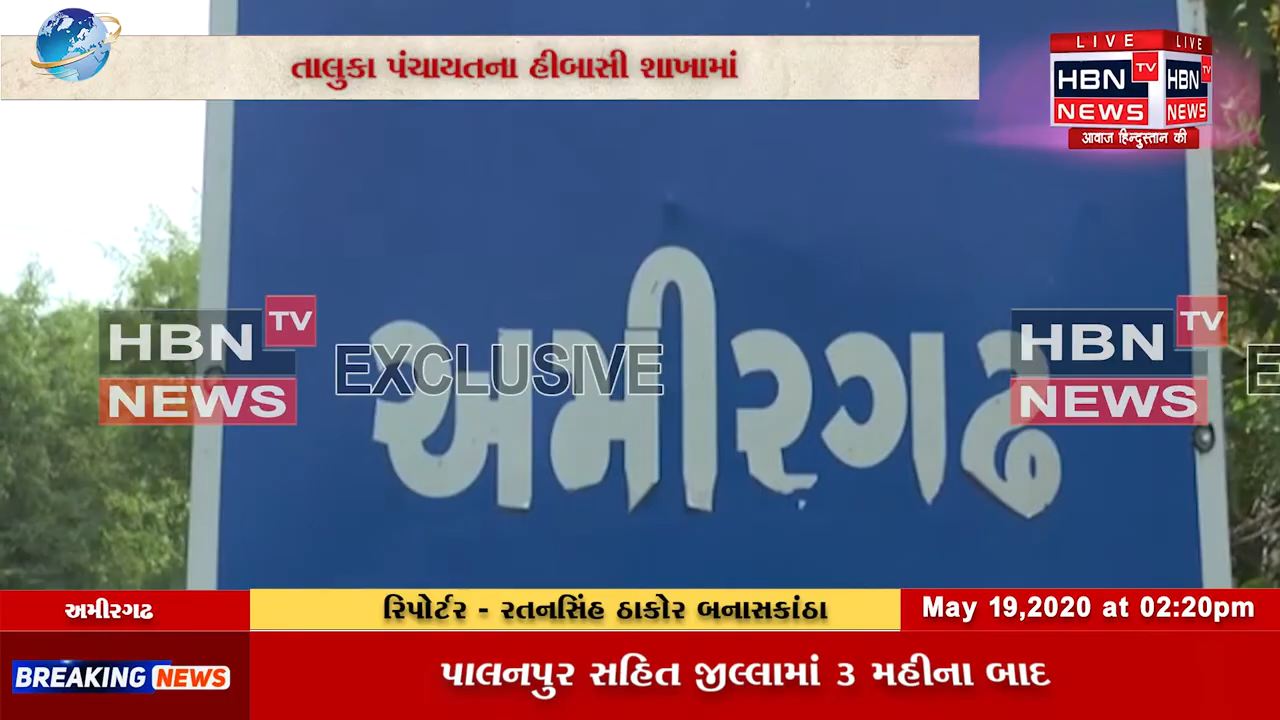 તાલુકા પંચાયતના હીબાસી શાખામાં
LIVE
LIVE
HBN TV
NEWS
HBN TV
NEWS
आवाज हिन्दुस्तान की
અમીરગઢ
HBN TV
NEWS
EXCLUSIVE
HBN TV
NEWS
અમીરગઢ
રિપોર્ટર - રતનસિંહ ઠાકોર બનાસકાંઠા
May 19,2020 at 02:20pm
BREAKING NEWS
પાલનપુર સહિત જીલ્લામાં 3 મહીના બાદ